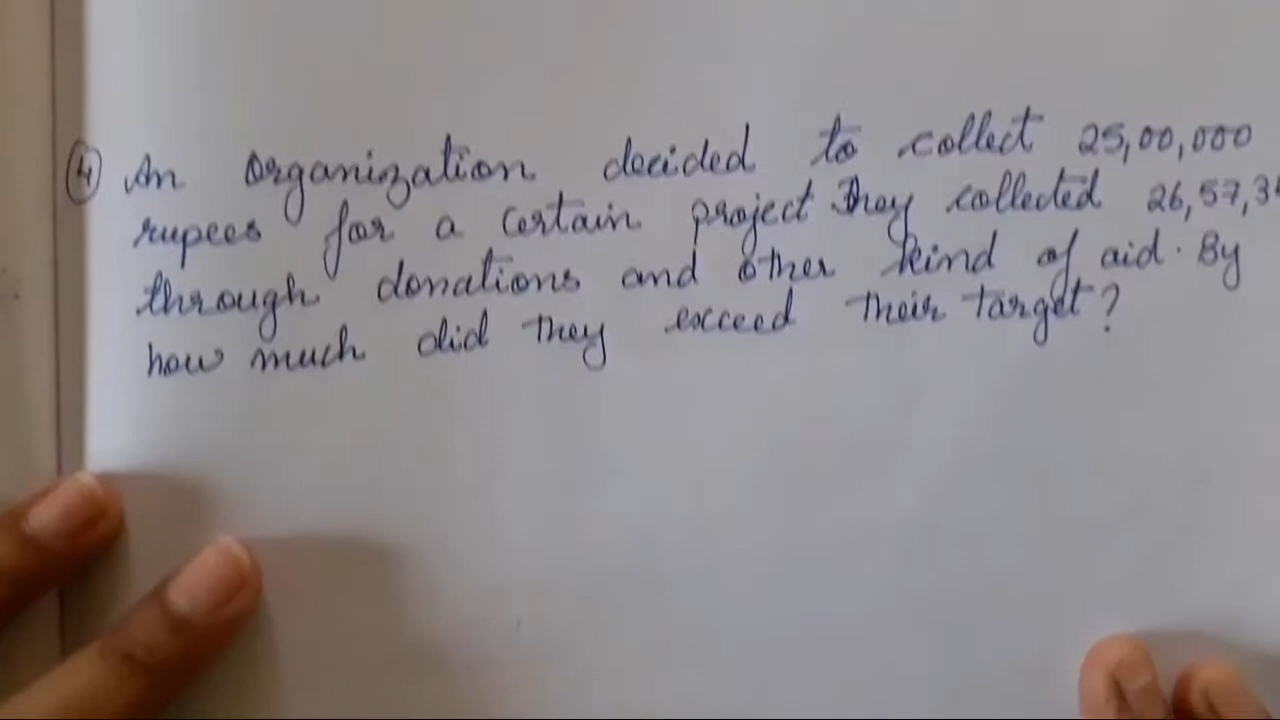 4 An organization decided to collect 25,00,000
rupees for a certain project They collected 26,57,3
through donations and other kind of aid. By
how much did they exceed their target?